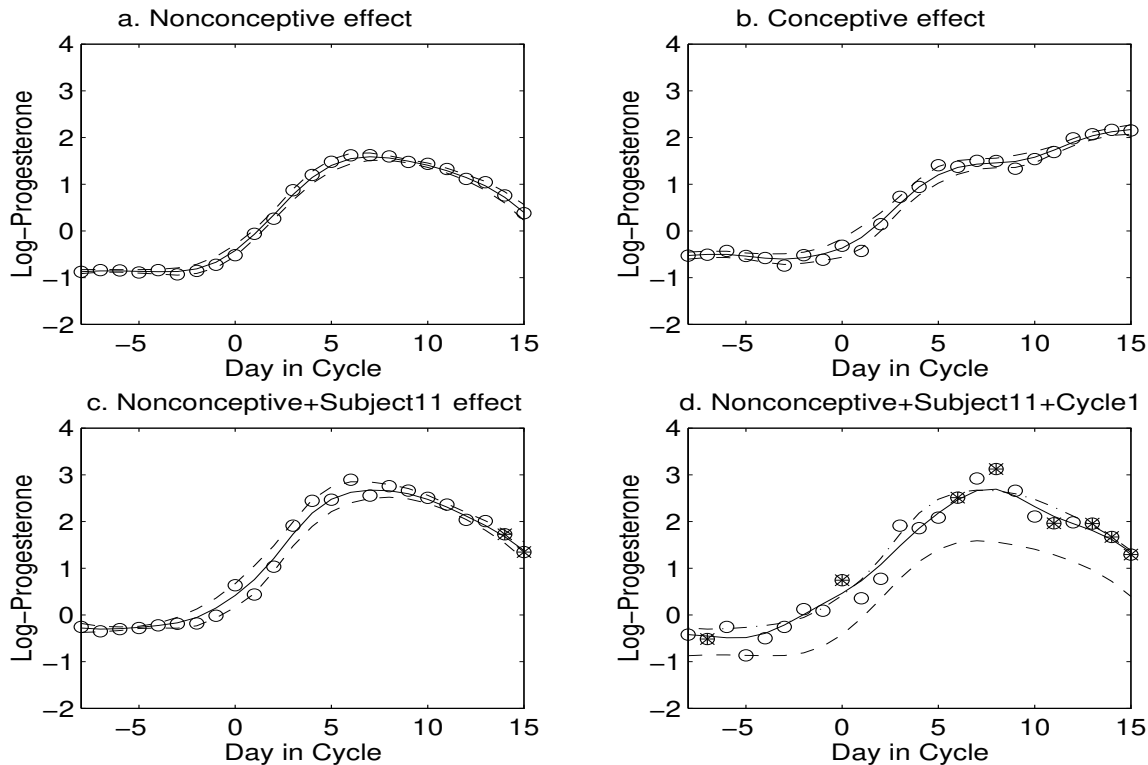 a. Nonconceptive effect
4
3
2
1
0
−1
−2
Log−Progesterone
−5 0 5 10 15
Day in Cycle
b. Conceptive effect
4
3
2
1
0
−1
−2
Log−Progesterone
−5 0 5 10 15
Day in Cycle
c. Nonconceptive+Subject11 effect
4
3
2
1
0
−1
−2
Log−Progesterone
−5 0 5 10 15
Day in Cycle
d. Nonconceptive+Subject11+Cycle1
4
3
2
1
0
−1
−2
Log−Progesterone
−5 0 5 10 15
Day in Cycle